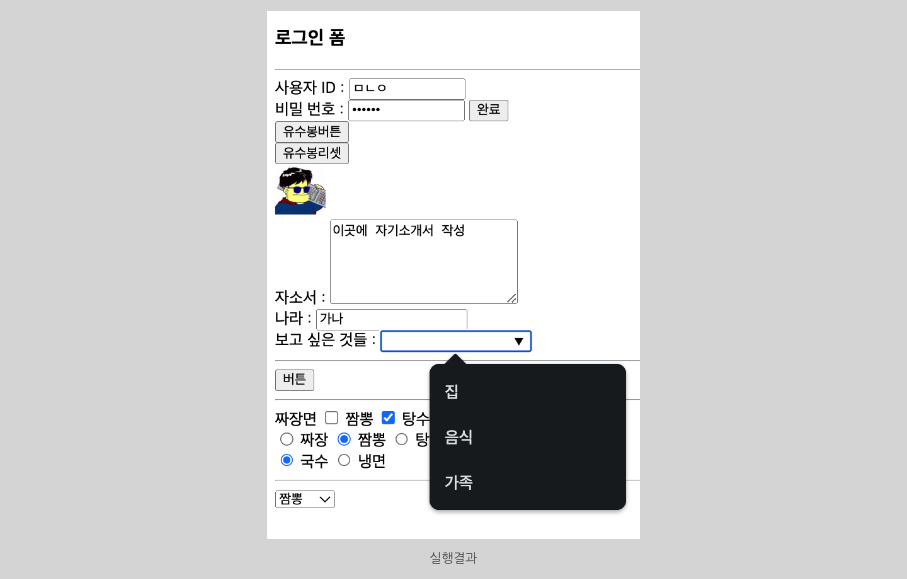 로그인 폼
사용자 ID : ㅁㄴㅇ
비밀 번호 : •••••• 완료
유수봉버튼
유수봉리셋
이곳에 자기소개서 작성
자소서 :
나라 : 가나
보고 싶은 것들 : ▼
집
음식
가족
버튼
짜장면 짬뽕 탕수
짜장 짬뽕 탕
국수 냉면
짬뽕
실행결과